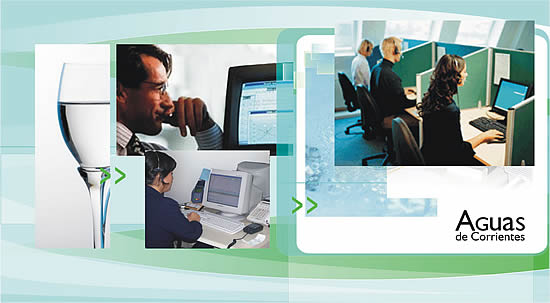 >>
>>
AGUAS
de Corrientes